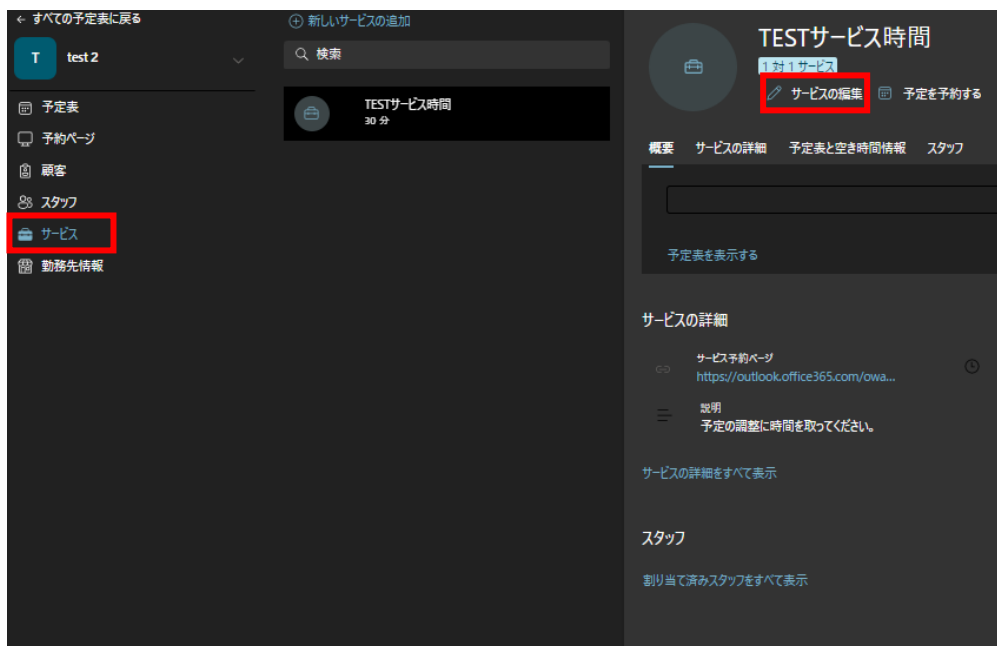 ← すべての予定表に戻る
T test 2
予定表
予約ページ
顧客
スタッフ
サービス
勤務先情報
新しいサービスの追加
検索
TESTサービス時間
30 分
TESTサービス時間
1 対 1 サービス
サービスの編集 予定を予約する
概要 サービスの詳細 予定表と空き時間情報 スタッフ
予定表を表示する
サービスの詳細
サービス予約ページ
https://outlook.office365.com/owa...
説明
予定の調整に時間を取ってください。
サービスの詳細をすべて表示
スタッフ
割り当て済みスタッフをすべて表示